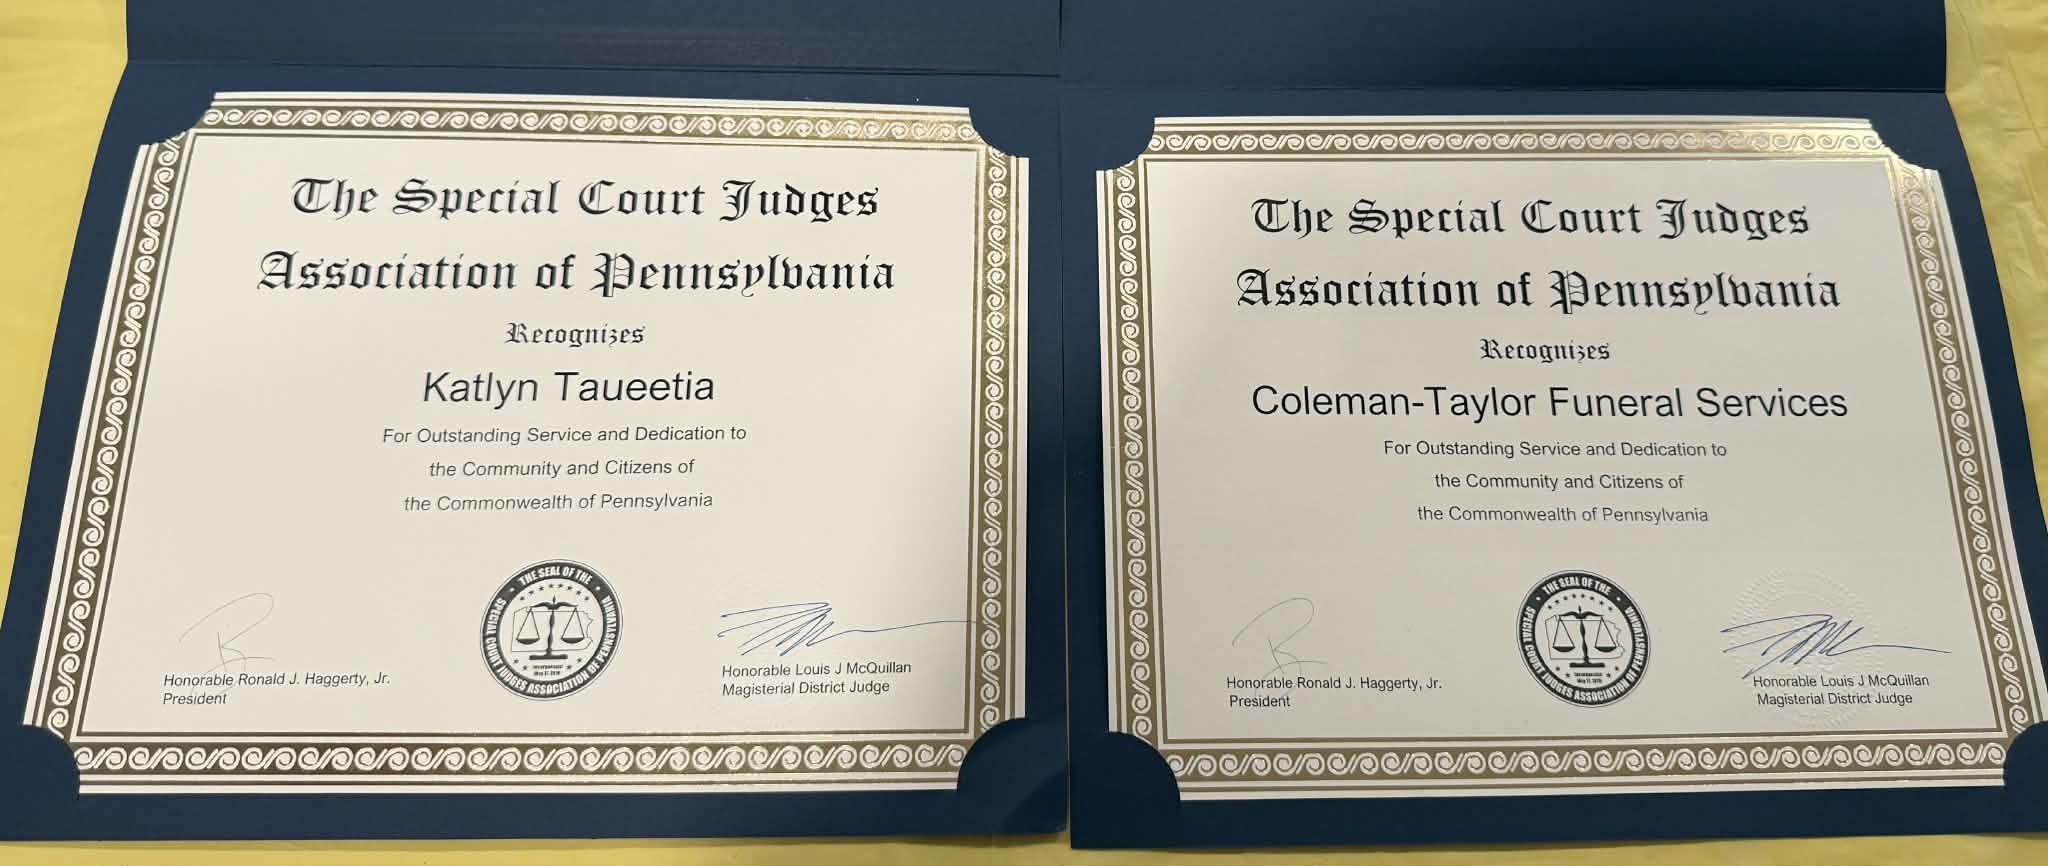 The Special Court Judges
Association of Pennsylvania
Recognizes
Katlyn Taueetia
For Outstanding Service and Dedication to
the Community and Citizens of
the Commonwealth of Pennsylvania
THE SEAL OF THE
SPECIAL COURT JUDGES ASSOCIATION OF PENNSYLVANIA
Honorable Ronald J. Haggerty, Jr.
President
Honorable Louis J McQuillan
Magisterial District Judge
The Special Court Judges
Association of Pennsylvania
Recognizes
Coleman-Taylor Funeral Services
For Outstanding Service and Dedication to
the Community and Citizens of
the Commonwealth of Pennsylvania
THE SEAL OF THE
SPECIAL COURT JUDGES ASSOCIATION OF PENNSYLVANIA
Honorable Ronald J. Haggerty, Jr.
President
Honorable Louis J McQuillan
Magisterial District Judge